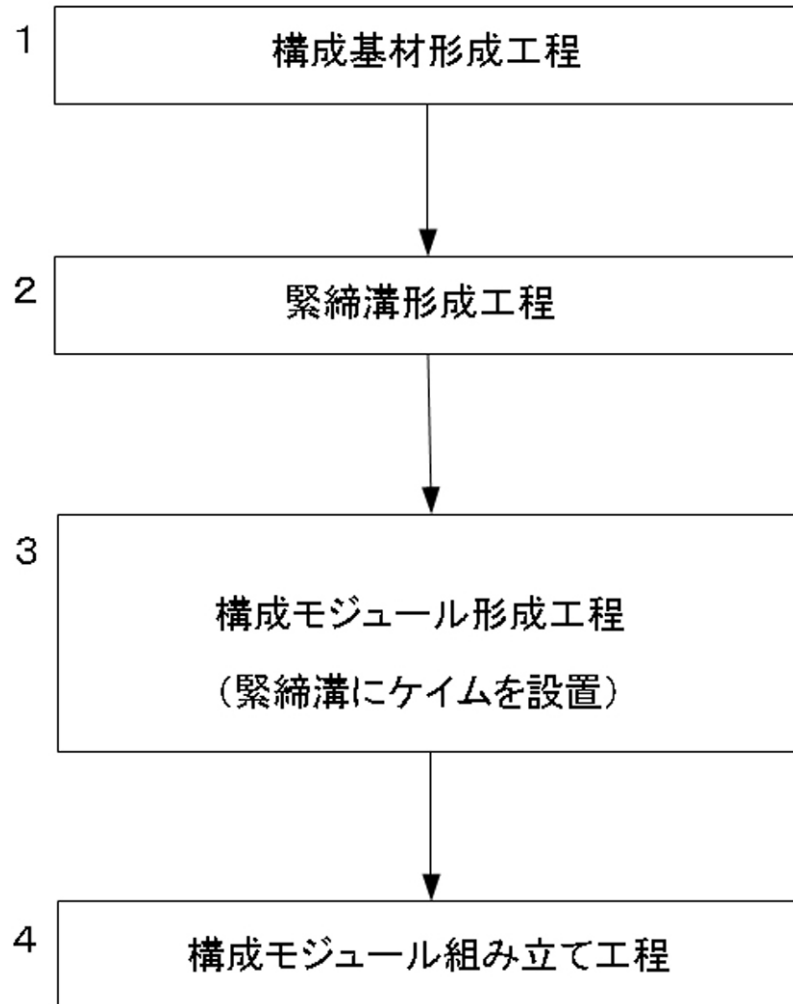 1
構成基材形成工程
2
緊締溝形成工程
3
構成モジュール形成工程
（緊締溝にケイムを設置）
4
構成モジュール組み立て工程